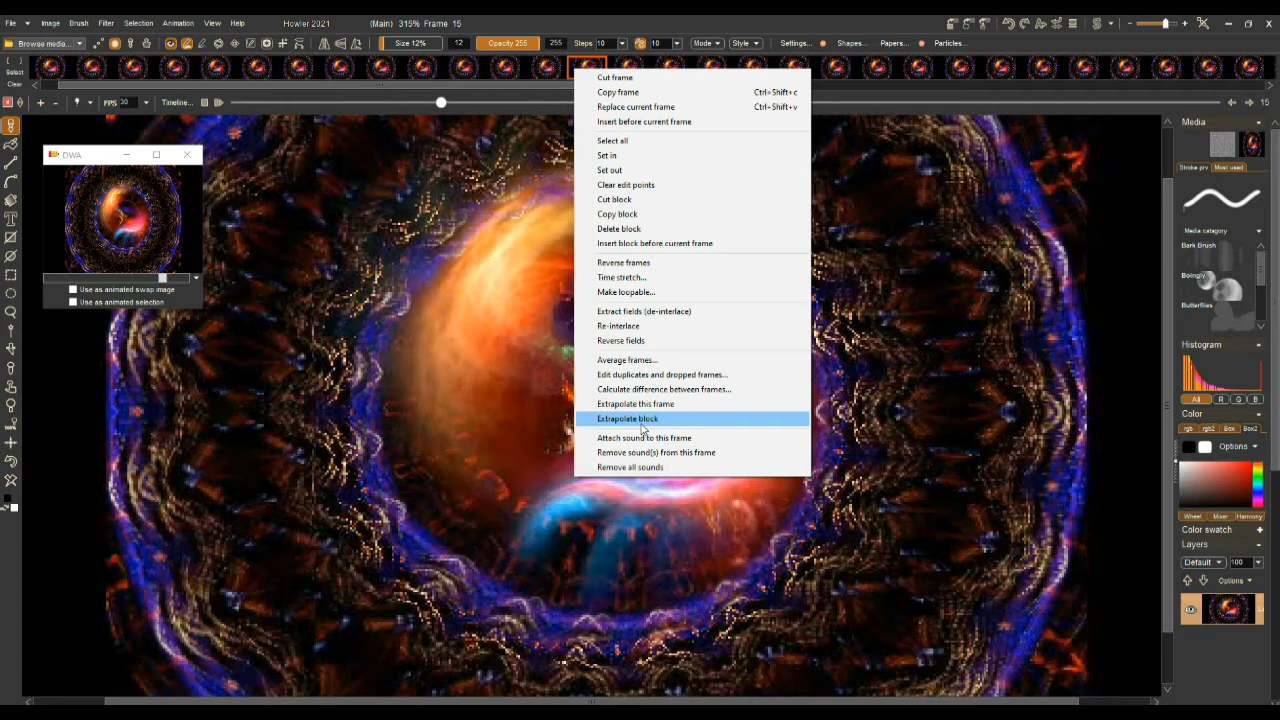 File Image Brush Filter Selection Animation View Help Howler 2021 (Main) 315% Frame 15
Browse media... Size 12% 12 Opacity 255 255 Steps 10 10 Mode Style Settings... Shapes... Papers... Particles...
Select
Clear
FPS 30 Timeline... 15
DWA
Use as animated swap image
Use as animated selection
Cut frame
Copy frame Ctrl+Shift+c
Replace current frame Ctrl+Shift+v
Insert before current frame
Select all
Set in
Set out
Clear edit points
Cut block
Copy block
Delete block
Insert block before current frame
Reverse frames
Time stretch...
Make loopable...
Extract fields (de-interlace)
Re-interlace
Reverse fields
Average frames...
Edit duplicates and dropped frames...
Calculate difference between frames...
Extrapolate this frame
Extrapolate block
Attach sound to this frame
Remove sound(s) from this frame
Remove all sounds
Media
Stroke prv Most used
Media category
Bark Brush
Boingly
Butterflies
Histogram
All R G B
Color
rgb rgb2 Box Box2
Options
Wheel Mixer Harmony
Color swatch
Layers
Default 100
Options